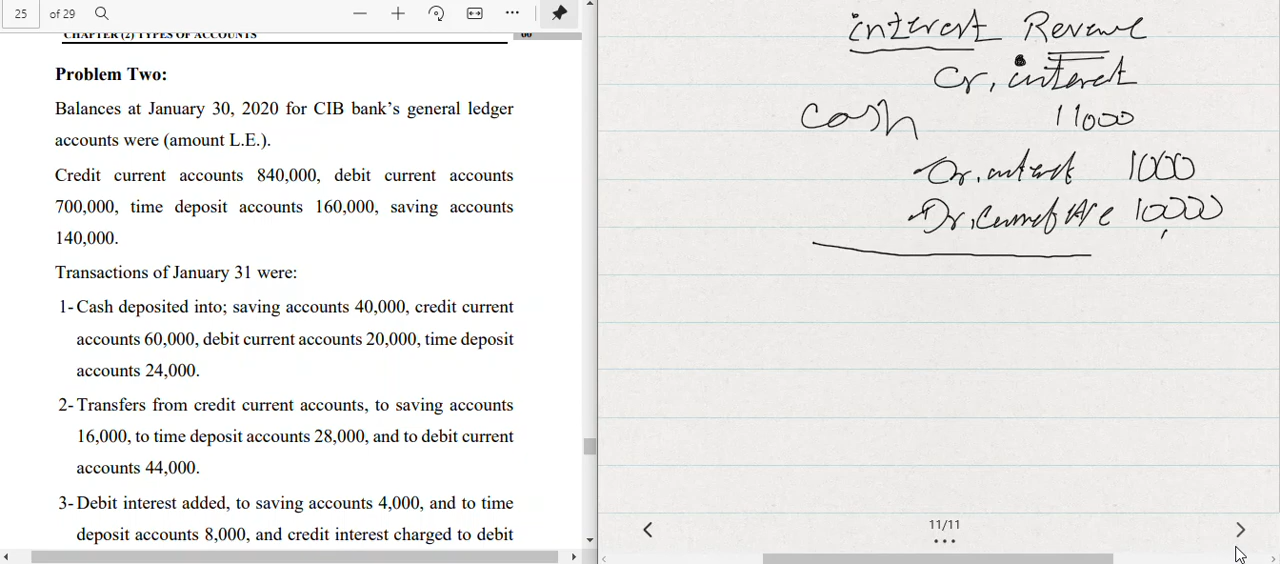 25 of 29
CHAPTER (2) TYPES OF ACCOUNTS 66
Problem Two:
Balances at January 30, 2020 for CIB bank's general ledger
accounts were (amount L.E.).
Credit current accounts 840,000, debit current accounts
700,000, time deposit accounts 160,000, saving accounts
140,000.
Transactions of January 31 were:
1- Cash deposited into; saving accounts 40,000, credit current
accounts 60,000, debit current accounts 20,000, time deposit
accounts 24,000.
2- Transfers from credit current accounts, to saving accounts
16,000, to time deposit accounts 28,000, and to debit current
accounts 44,000.
3- Debit interest added, to saving accounts 4,000, and to time
deposit accounts 8,000, and credit interest charged to debit
interest Revenue
Cr, interest
Cash 11000
Cr, interest 1000
Dr, Current A/C 10,000
11/11